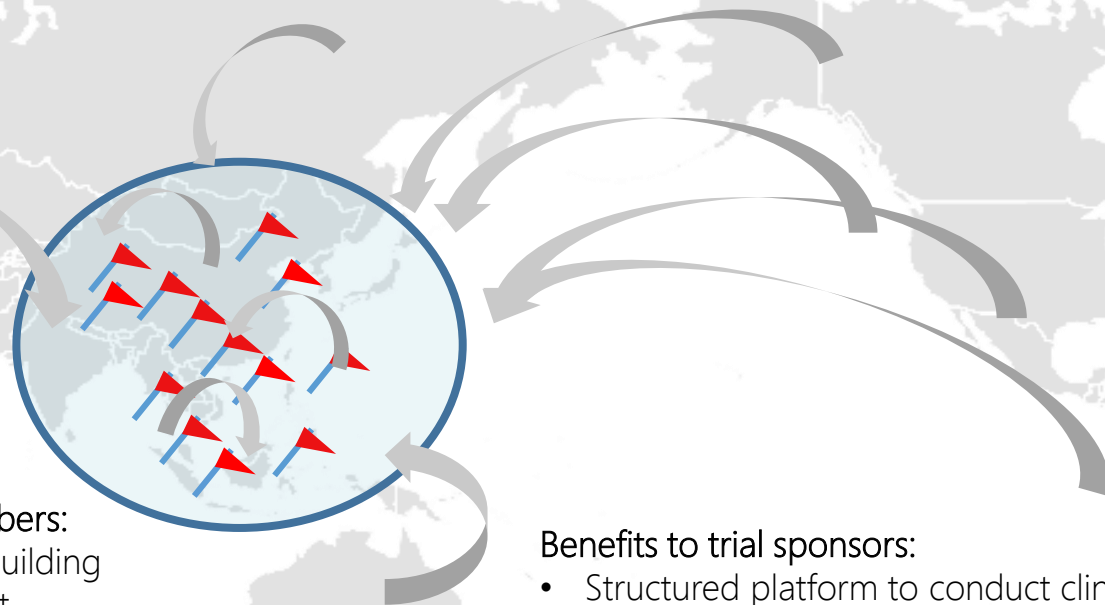 bers:
uilding
Benefits to trial sponsors:
• Structured platform to conduct clin